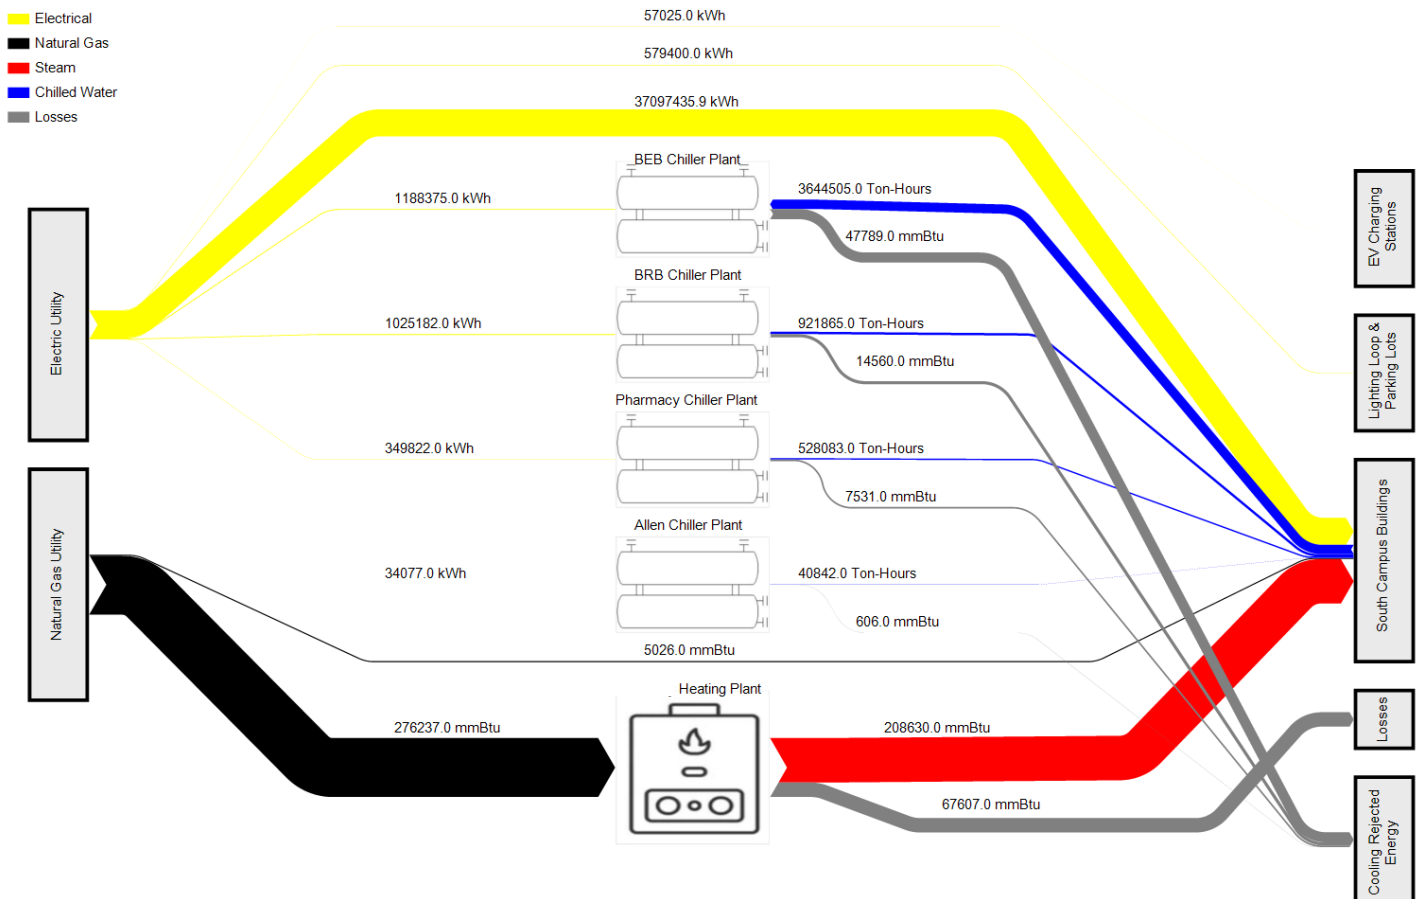 Electrical
Natural Gas
Steam
Chilled Water
Losses
57025.0 kWh
579400.0 kWh
37097435.9 kWh
BEB Chiller Plant
1188375.0 kWh
3644505.0 Ton-Hours
47789.0 mmBtu
BRB Chiller Plant
1025182.0 kWh
921865.0 Ton-Hours
14560.0 mmBtu
Pharmacy Chiller Plant
349822.0 kWh
528083.0 Ton-Hours
7531.0 mmBtu
Allen Chiller Plant
34077.0 kWh
40842.0 Ton-Hours
606.0 mmBtu
5026.0 mmBtu
Heating Plant
276237.0 mmBtu
208630.0 mmBtu
67607.0 mmBtu
Electric Utility
Natural Gas Utility
EV Charging
Stations
Lighting Loop &
Parking Lots
South Campus Buildings
Losses
Cooling Rejected
Energy